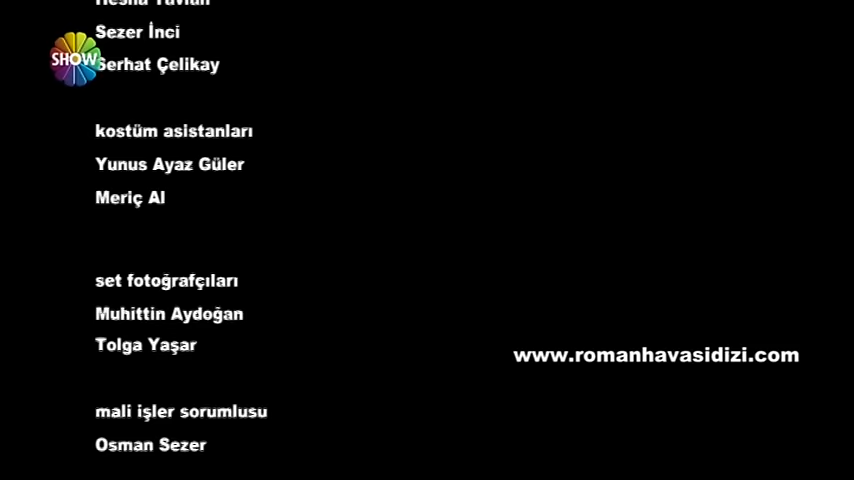 Sezer İnci
SHOW
Serhat Çelikay
kostüm asistanları
Yunus Ayaz Güler
Meriç Al
set fotoğrafçıları
Muhittin Aydoğan
Tolga Yaşar
www.romanhavasidizi.com
mali işler sorumlusu
Osman Sezer